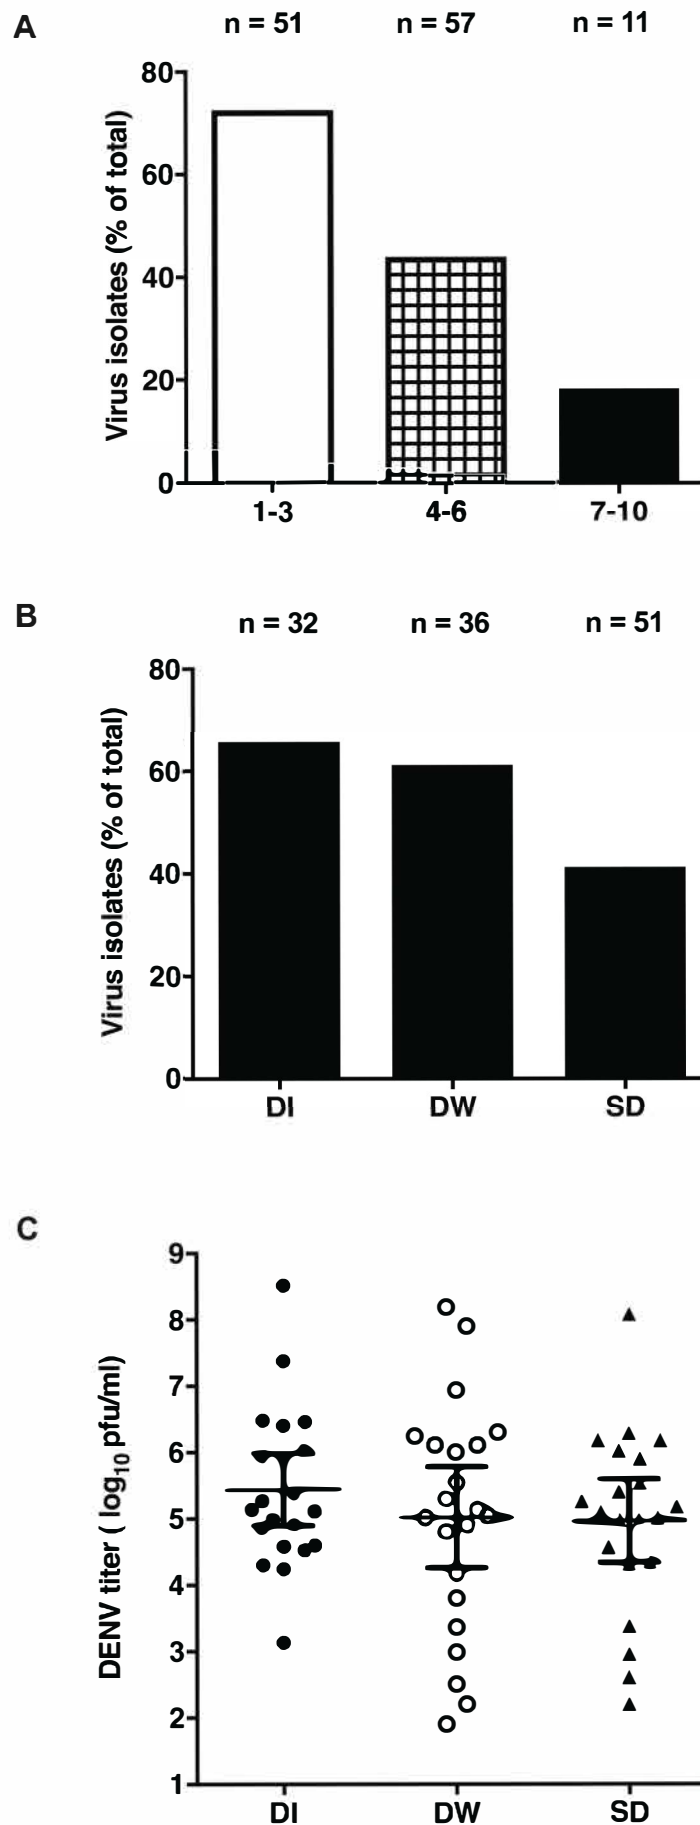 A
n = 51 n = 57 n = 11
Virus isolates (% of total)
80
60
40
20
0
1-3 4-6 7-10
B
n = 32 n = 36 n = 51
Virus isolates (% of total)
80
60
40
20
0
DI DW SD
C
DENV titer ( log10 pfu/ml)
9
8
7
6
5
4
3
2
1
DI DW SD